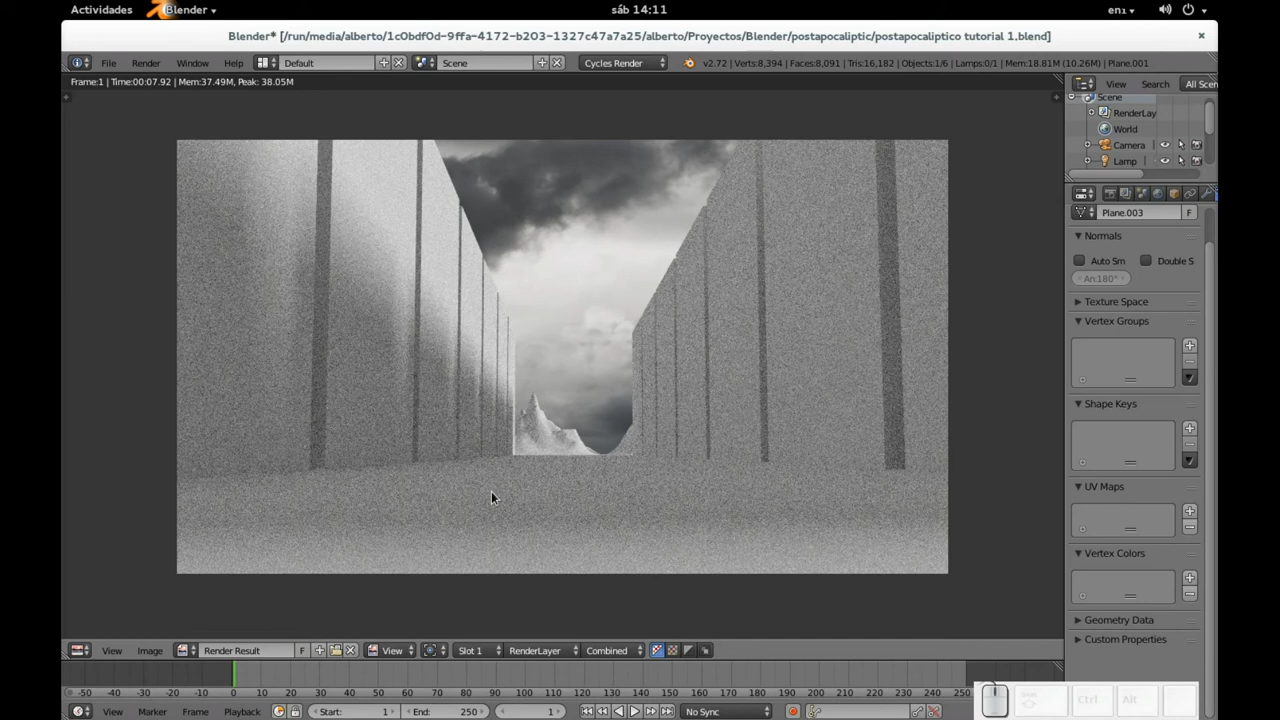 Actividades Blender sáb 14:11 en₁
Blender* [/run/media/alberto/1c0bdf0d-9ffa-4172-b203-1327c47a7a25/alberto/Proyectos/Blender/postapocaliptic/postapocaliptico tutorial 1.blend]
File Render Window Help Default Scene Cycles Render v2.72 | Verts:8,394 | Faces:8,091 | Tris:16,182 | Objects:1/6 | Lamps:0/1 | Mem:18.81M (10.26M) | Plane.001
Frame:1 | Time:00:07.92 | Mem:37.49M, Peak: 38.05M
View Search All Scen
Scene
RenderLay
World
Camera
Lamp
Plane.003 F
Normals
Auto Sm Double S
An:180°
Texture Space
Vertex Groups
Shape Keys
UV Maps
Vertex Colors
Geometry Data
Custom Properties
View Image Render Result F View Slot 1 RenderLayer Combined
-50 -40 -30 -20 -10 0 10 20 30 40 50 60 70 80 90 100 110 120 130 140 150 160 170 180 190 200 210 220 230 240 250
View Marker Frame Playback Start: 1 End: 250 1 No Sync
Ctrl Alt